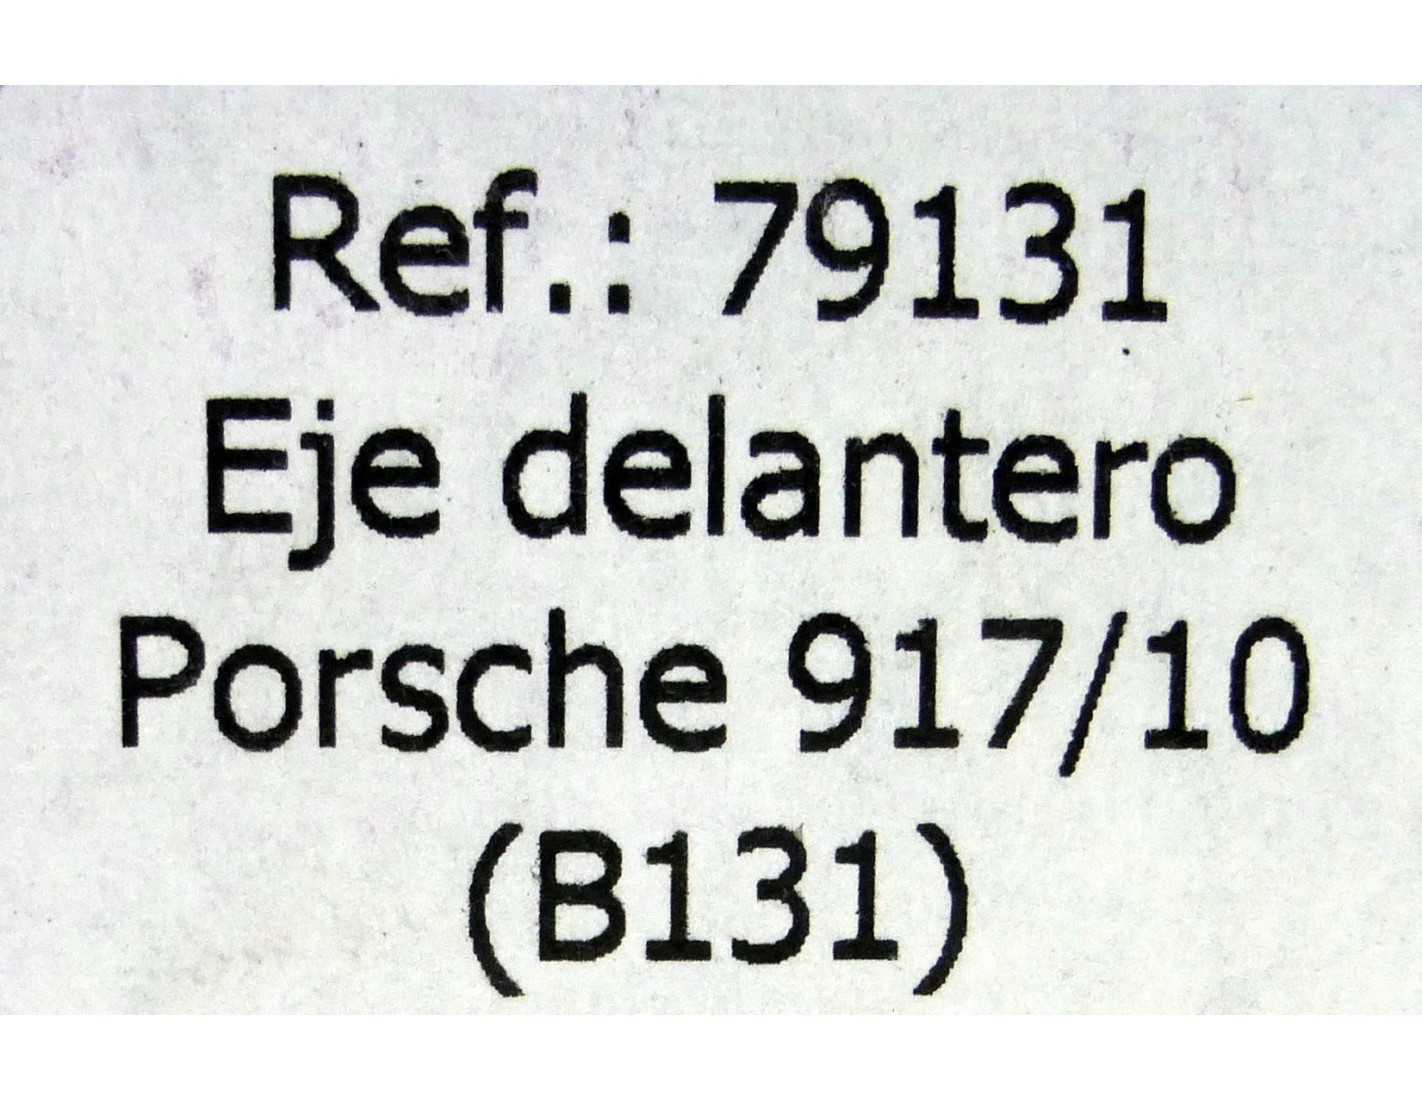 Ref.: 79131
Eje delantero
Porsche 917/10
(B131)